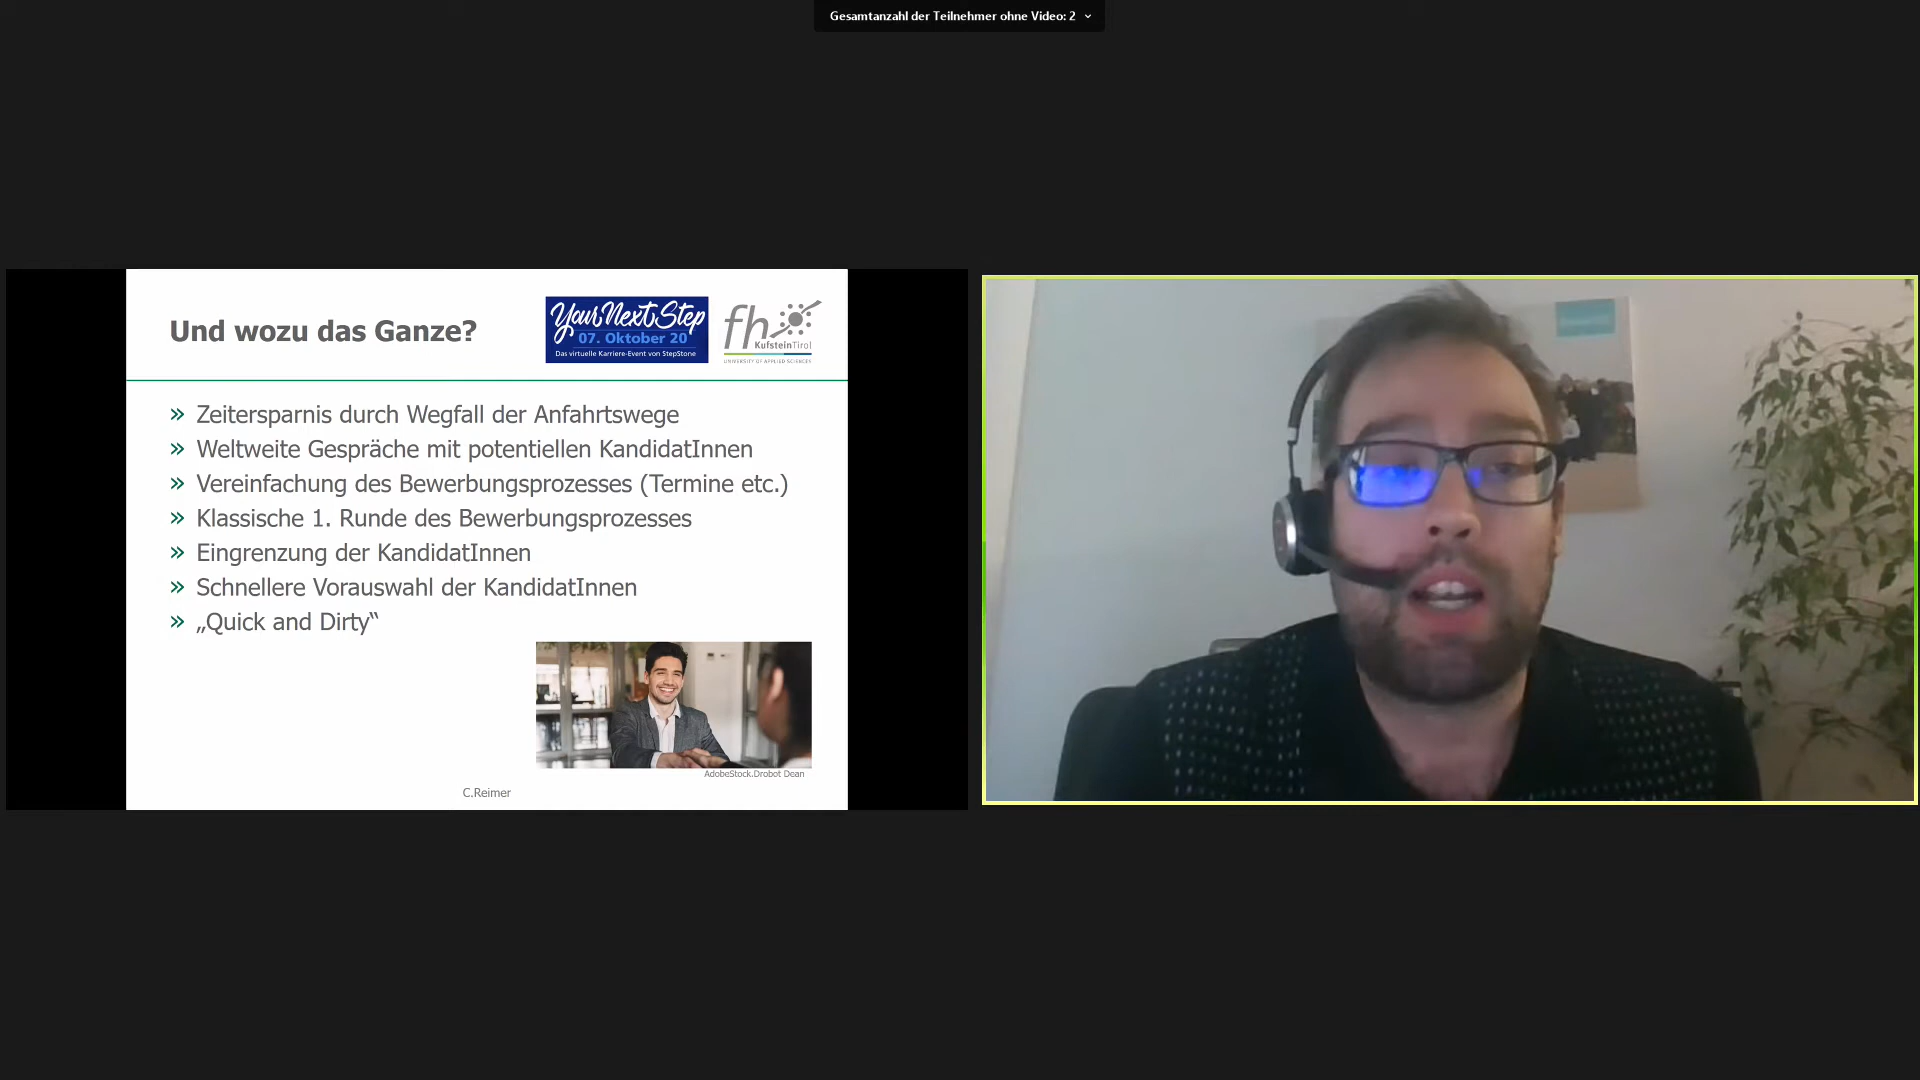 Gesamtanzahl der Teilnehmer ohne Video: 2
Und wozu das Ganze?
Your Next Step
07. Oktober 20
Das virtuelle Karriere-Event von StepStone
fh
KufsteinTirol
UNIVERSITY OF APPLIED SCIENCES
» Zeitersparnis durch Wegfall der Anfahrtswege
» Weltweite Gespräche mit potentiellen KandidatInnen
» Vereinfachung des Bewerbungsprozesses (Termine etc.)
» Klassische 1. Runde des Bewerbungsprozesses
» Eingrenzung der KandidatInnen
» Schnellere Vorauswahl der KandidatInnen
» „Quick and Dirty“
AdobeStock.Drobot Dean
C.Reimer